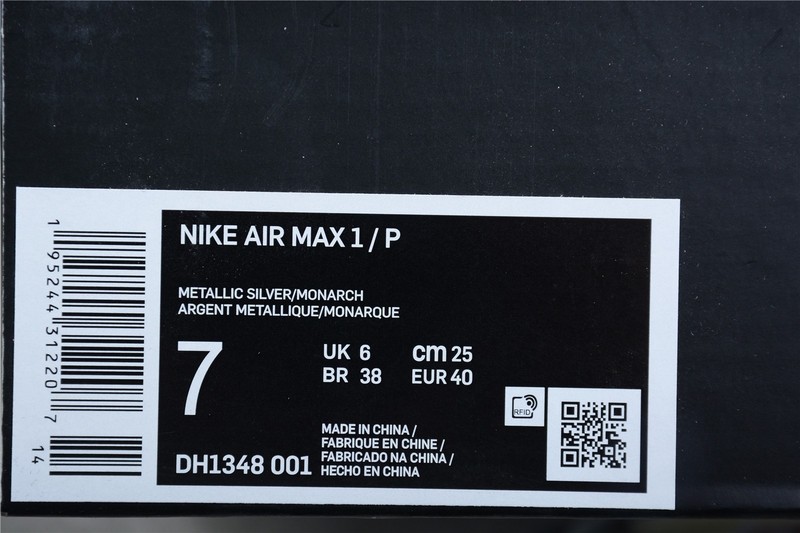 NIKE AIR MAX 1 / P
METALLIC SILVER/MONARCH
ARGENT METALLIQUE/MONARQUE
7
UK 6
cm 25
BR 38
EUR 40
MADE IN CHINA /
FABRIQUE EN CHINE /
FABRICADO NA CHINA /
HECHO EN CHINA
DH1348 001
RFID
1 95244 31220 7
14